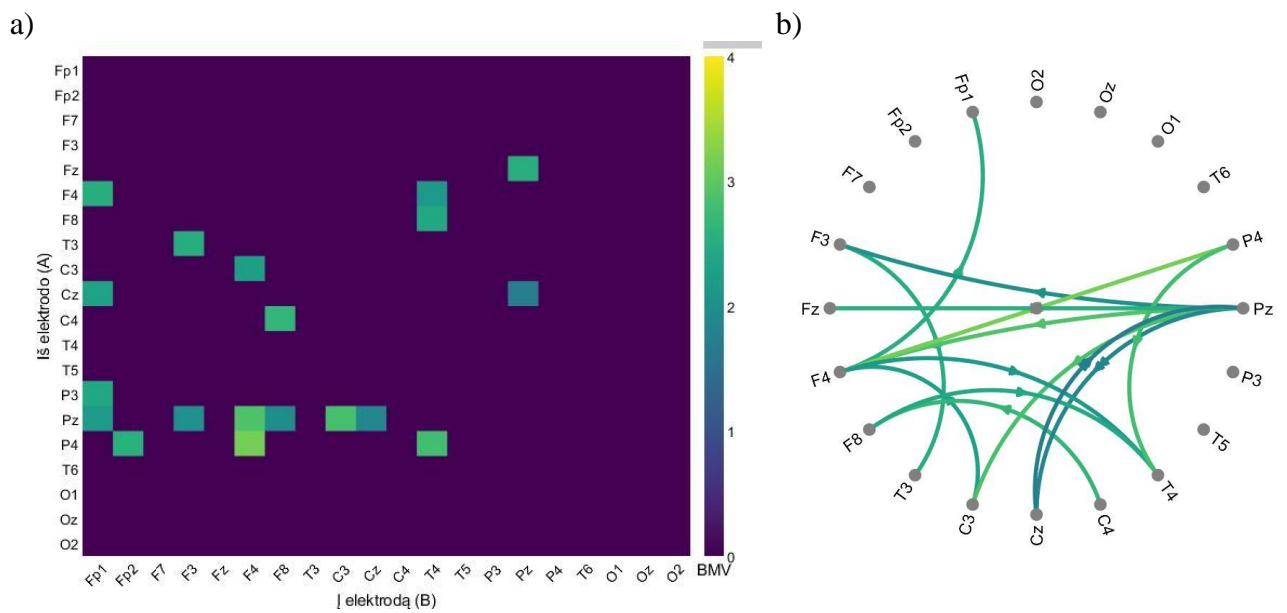 a)
b)
Iš elektrodo (A)
Fp1
Fp2
F7
F3
Fz
F4
F8
T3
C3
Cz
C4
T4
T5
P3
Pz
P4
T6
O1
Oz
O2
Fp1 Fp2 F7 F3 Fz F4 F8 T3 C3 Cz C4 T4 T5 P3 Pz P4 T6 O1 Oz O2
Į elektrodą (B)
4
3
2
1
0
BMV
Fp1
O2
Oz
O1
T6
P4
Pz
P3
T5
T4
C4
Cz
C3
T3
F8
F4
Fz
F3
F7
Fp2